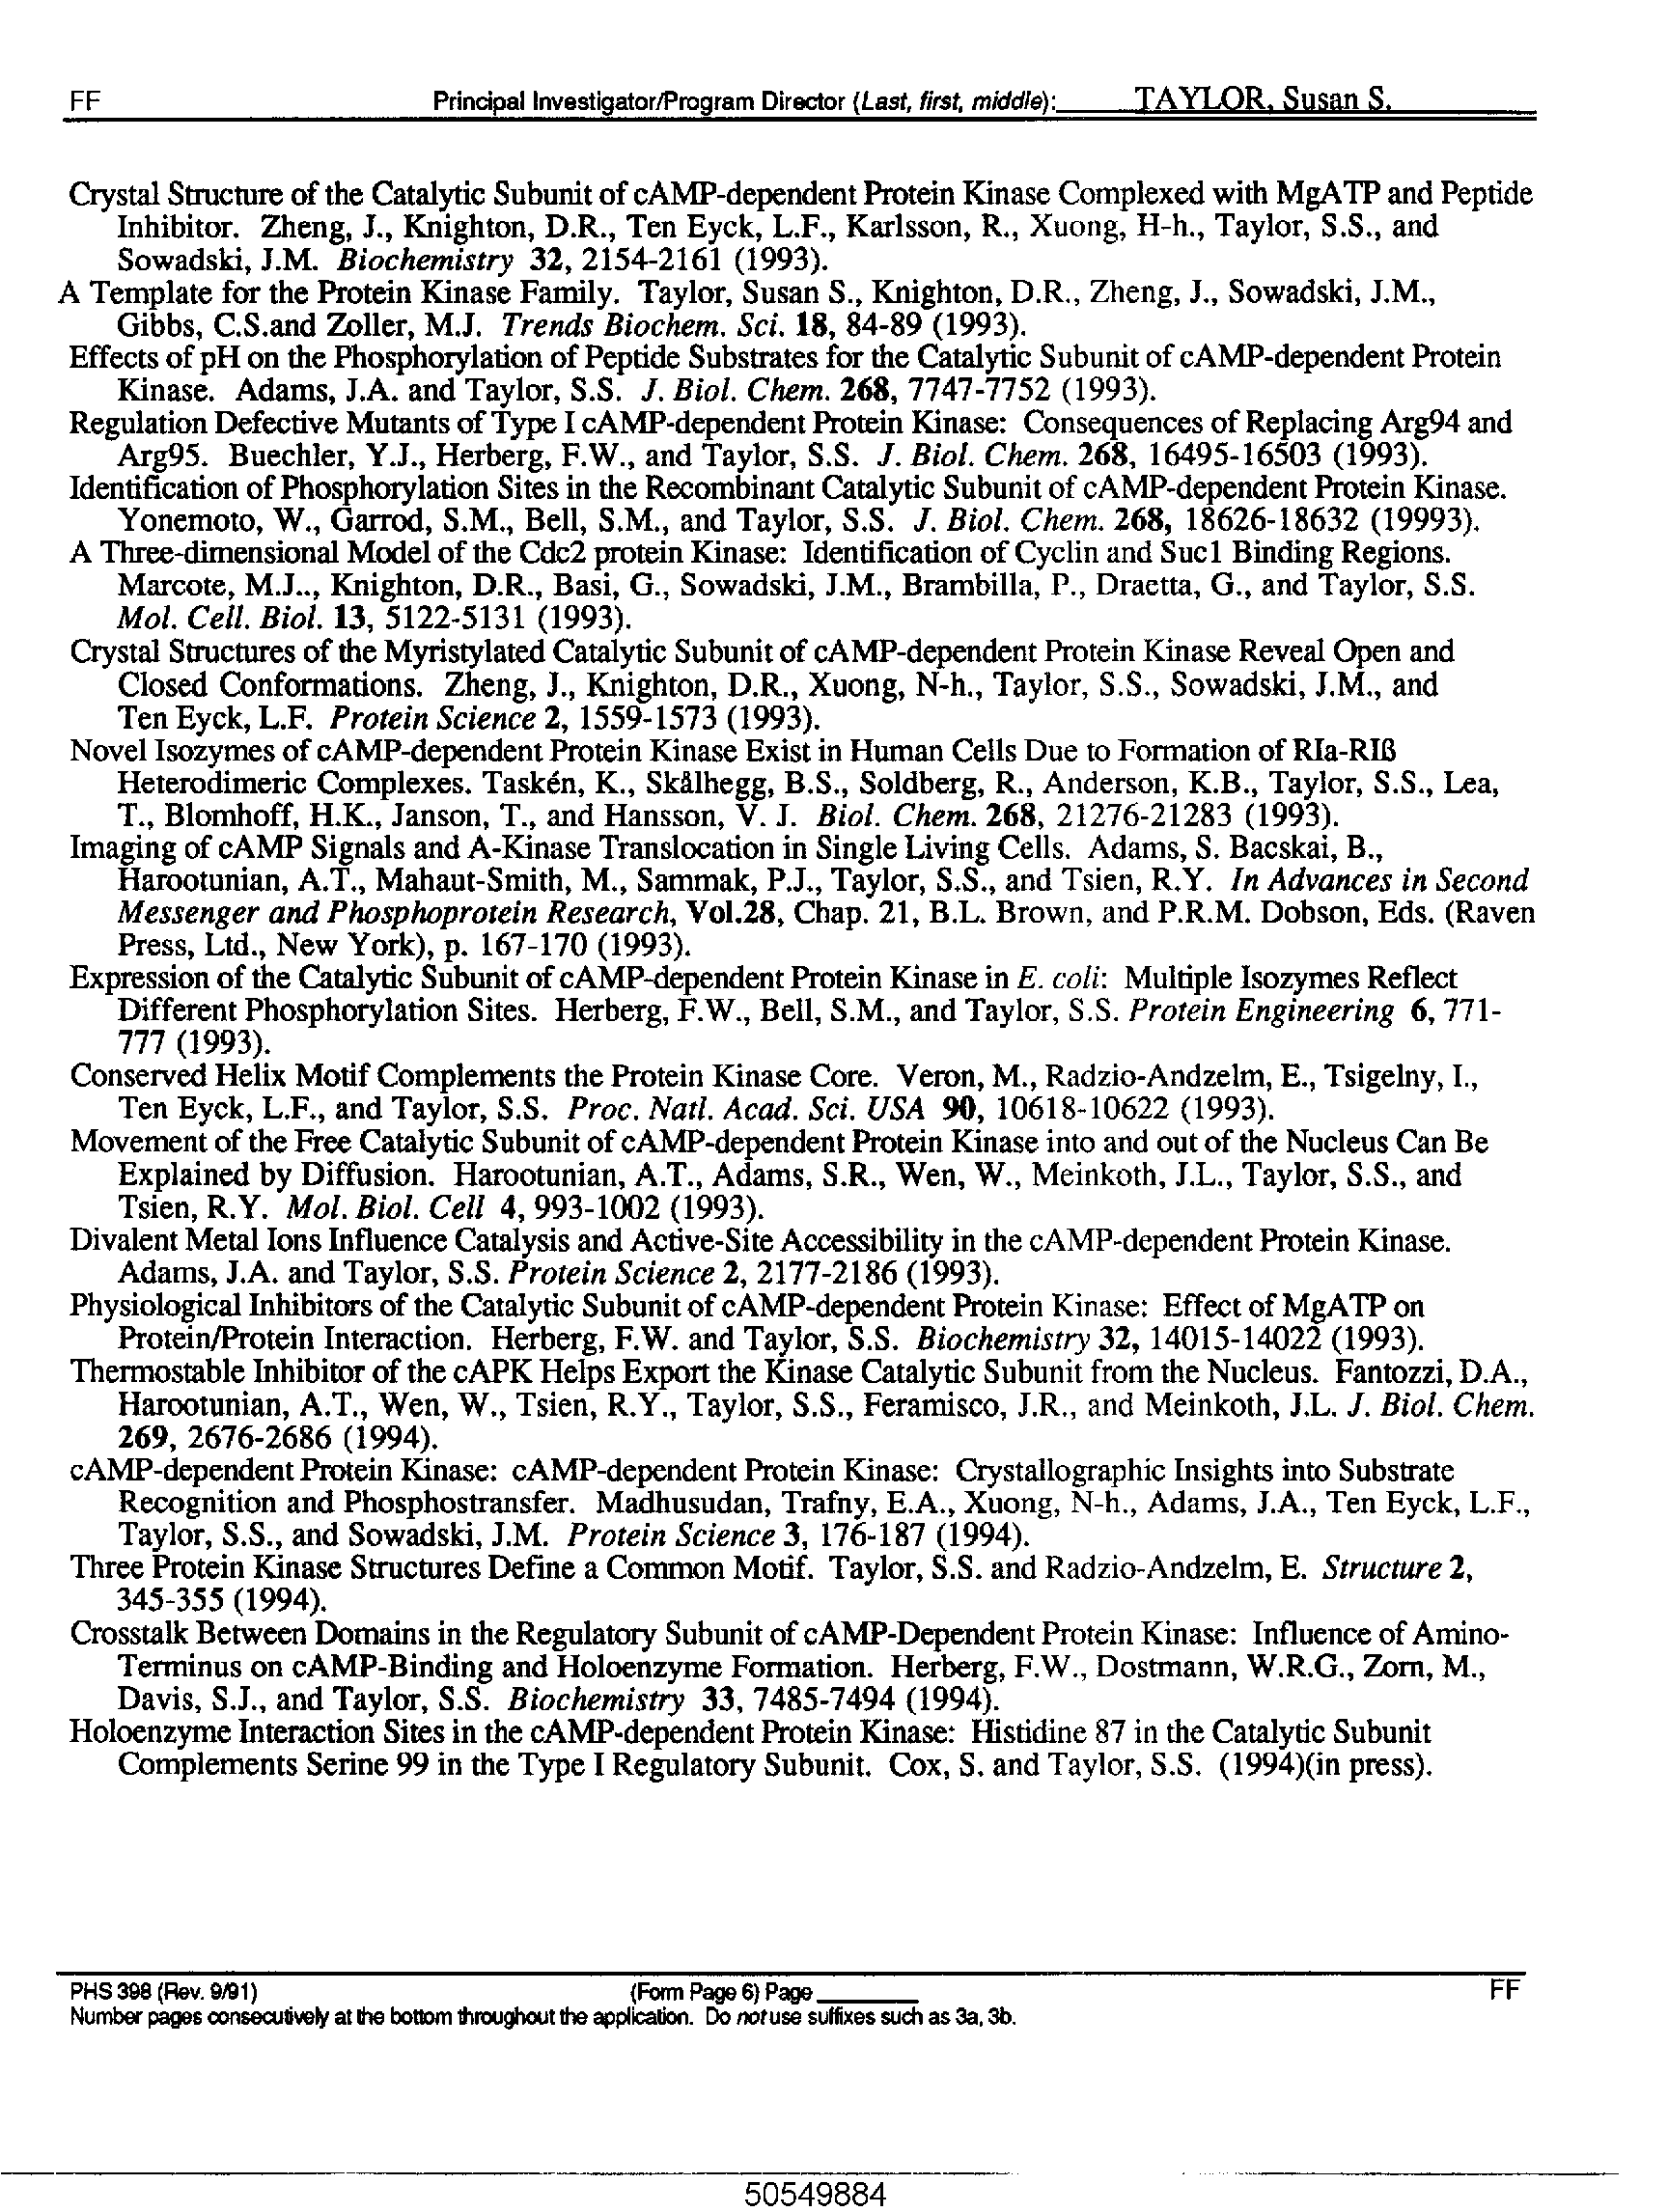 FF Principal Investigator/Program Director (Last, first, middle): TAYLOR, Susan S.
Crystal Structure of the Catalytic Subunit of cAMP-dependent Protein Kinase Complexed with MgATP and Peptide
Inhibitor. Zheng, J., Knighton, D.R., Ten Eyck, L.F., Karlsson, R., Xuong, H-h., Taylor, S.S., and
Sowadski, J.M. Biochemistry 32, 2154-2161 (1993).
A Template for the Protein Kinase Family. Taylor, Susan S., Knighton, D.R., Zheng, J., Sowadski, J.M.,
Gibbs, C.S.and Zoller, M.J. Trends Biochem. Sci. 18, 84-89 (1993).
Effects of pH on the Phosphorylation of Peptide Substrates for the Catalytic Subunit of cAMP-dependent Protein
Kinase. Adams, J.A. and Taylor, S.S. J. Biol. Chem. 268, 7747-7752 (1993).
Regulation Defective Mutants of Type I cAMP-dependent Protein Kinase: Consequences of Replacing Arg94 and
Arg95. Buechler, Y.J., Herberg, F.W., and Taylor, S.S. J. Biol. Chem. 268, 16495-16503 (1993).
Identification of Phosphorylation Sites in the Recombinant Catalytic Subunit of cAMP-dependent Protein Kinase.
Yonemoto, W., Garrod, S.M., Bell, S.M., and Taylor, S.S. J. Biol. Chem. 268, 18626-18632 (19993).
A Three-dimensional Model of the Cdc2 protein Kinase: Identification of Cyclin and Suc1 Binding Regions.
Marcote, M.J.., Knighton, D.R., Basi, G., Sowadski, J.M., Brambilla, P., Draetta, G., and Taylor, S.S.
Mol. Cell. Biol. 13, 5122-5131 (1993).
Crystal Structures of the Myristylated Catalytic Subunit of cAMP-dependent Protein Kinase Reveal Open and
Closed Conformations. Zheng, J., Knighton, D.R., Xuong, N-h., Taylor, S.S., Sowadski, J.M., and
Ten Eyck, L.F. Protein Science 2, 1559-1573 (1993).
Novel Isozymes of cAMP-dependent Protein Kinase Exist in Human Cells Due to Formation of RIa-RIß
Heterodimeric Complexes. Taskén, K., Skålhegg, B.S., Soldberg, R., Anderson, K.B., Taylor, S.S., Lea,
T., Blomhoff, H.K., Janson, T., and Hansson, V. J. Biol. Chem. 268, 21276-21283 (1993).
Imaging of cAMP Signals and A-Kinase Translocation in Single Living Cells. Adams, S. Bacskai, B.,
Harootunian, A.T., Mahaut-Smith, M., Sammak, P.J., Taylor, S.S., and Tsien, R.Y. In Advances in Second
Messenger and Phosphoprotein Research, Vol.28, Chap. 21, B.L. Brown, and P.R.M. Dobson, Eds. (Raven
Press, Ltd., New York), p. 167-170 (1993).
Expression of the Catalytic Subunit of cAMP-dependent Protein Kinase in E. coli: Multiple Isozymes Reflect
Different Phosphorylation Sites. Herberg, F.W., Bell, S.M., and Taylor, S.S. Protein Engineering 6, 771-
777 (1993).
Conserved Helix Motif Complements the Protein Kinase Core. Veron, M., Radzio-Andzelm, E., Tsigelny, I.,
Ten Eyck, L.F., and Taylor, S.S. Proc. Natl. Acad. Sci. USA 90, 10618-10622 (1993).
Movement of the Free Catalytic Subunit of cAMP-dependent Protein Kinase into and out of the Nucleus Can Be
Explained by Diffusion. Harootunian, A.T., Adams, S.R., Wen, W., Meinkoth, J.L., Taylor, S.S., and
Tsien, R.Y. Mol. Biol. Cell 4, 993-1002 (1993).
Divalent Metal Ions Influence Catalysis and Active-Site Accessibility in the cAMP-dependent Protein Kinase.
Adams, J.A. and Taylor, S.S. Protein Science 2, 2177-2186 (1993).
Physiological Inhibitors of the Catalytic Subunit of cAMP-dependent Protein Kinase: Effect of MgATP on
Protein/Protein Interaction. Herberg, F.W. and Taylor, S.S. Biochemistry 32, 14015-14022 (1993).
Thermostable Inhibitor of the cAPK Helps Export the Kinase Catalytic Subunit from the Nucleus. Fantozzi, D.A.,
Harootunian, A.T., Wen, W., Tsien, R.Y., Taylor, S.S., Feramisco, J.R., and Meinkoth, J.L. J. Biol. Chem.
269, 2676-2686 (1994).
cAMP-dependent Protein Kinase: cAMP-dependent Protein Kinase: Crystallographic Insights into Substrate
Recognition and Phosphostransfer. Madhusudan, Trafny, E.A., Xuong, N-h., Adams, J.A., Ten Eyck, L.F.,
Taylor, S.S., and Sowadski, J.M. Protein Science 3, 176-187 (1994).
Three Protein Kinase Structures Define a Common Motif. Taylor, S.S. and Radzio-Andzelm, E. Structure 2,
345-355 (1994).
Crosstalk Between Domains in the Regulatory Subunit of cAMP-Dependent Protein Kinase: Influence of Amino-
Terminus on cAMP-Binding and Holoenzyme Formation. Herberg, F.W., Dostmann, W.R.G., Zorn, M.,
Davis, S.J., and Taylor, S.S. Biochemistry 33, 7485-7494 (1994).
Holoenzyme Interaction Sites in the cAMP-dependent Protein Kinase: Histidine 87 in the Catalytic Subunit
Complements Serine 99 in the Type I Regulatory Subunit. Cox, S. and Taylor, S.S. (1994)(in press).
PHS 398 (Rev. 9/91) (Form Page 6) Page FF
Number pages consecutively at the bottom throughout the application. Do not use suffixes such as 3a, 3b.
50549884